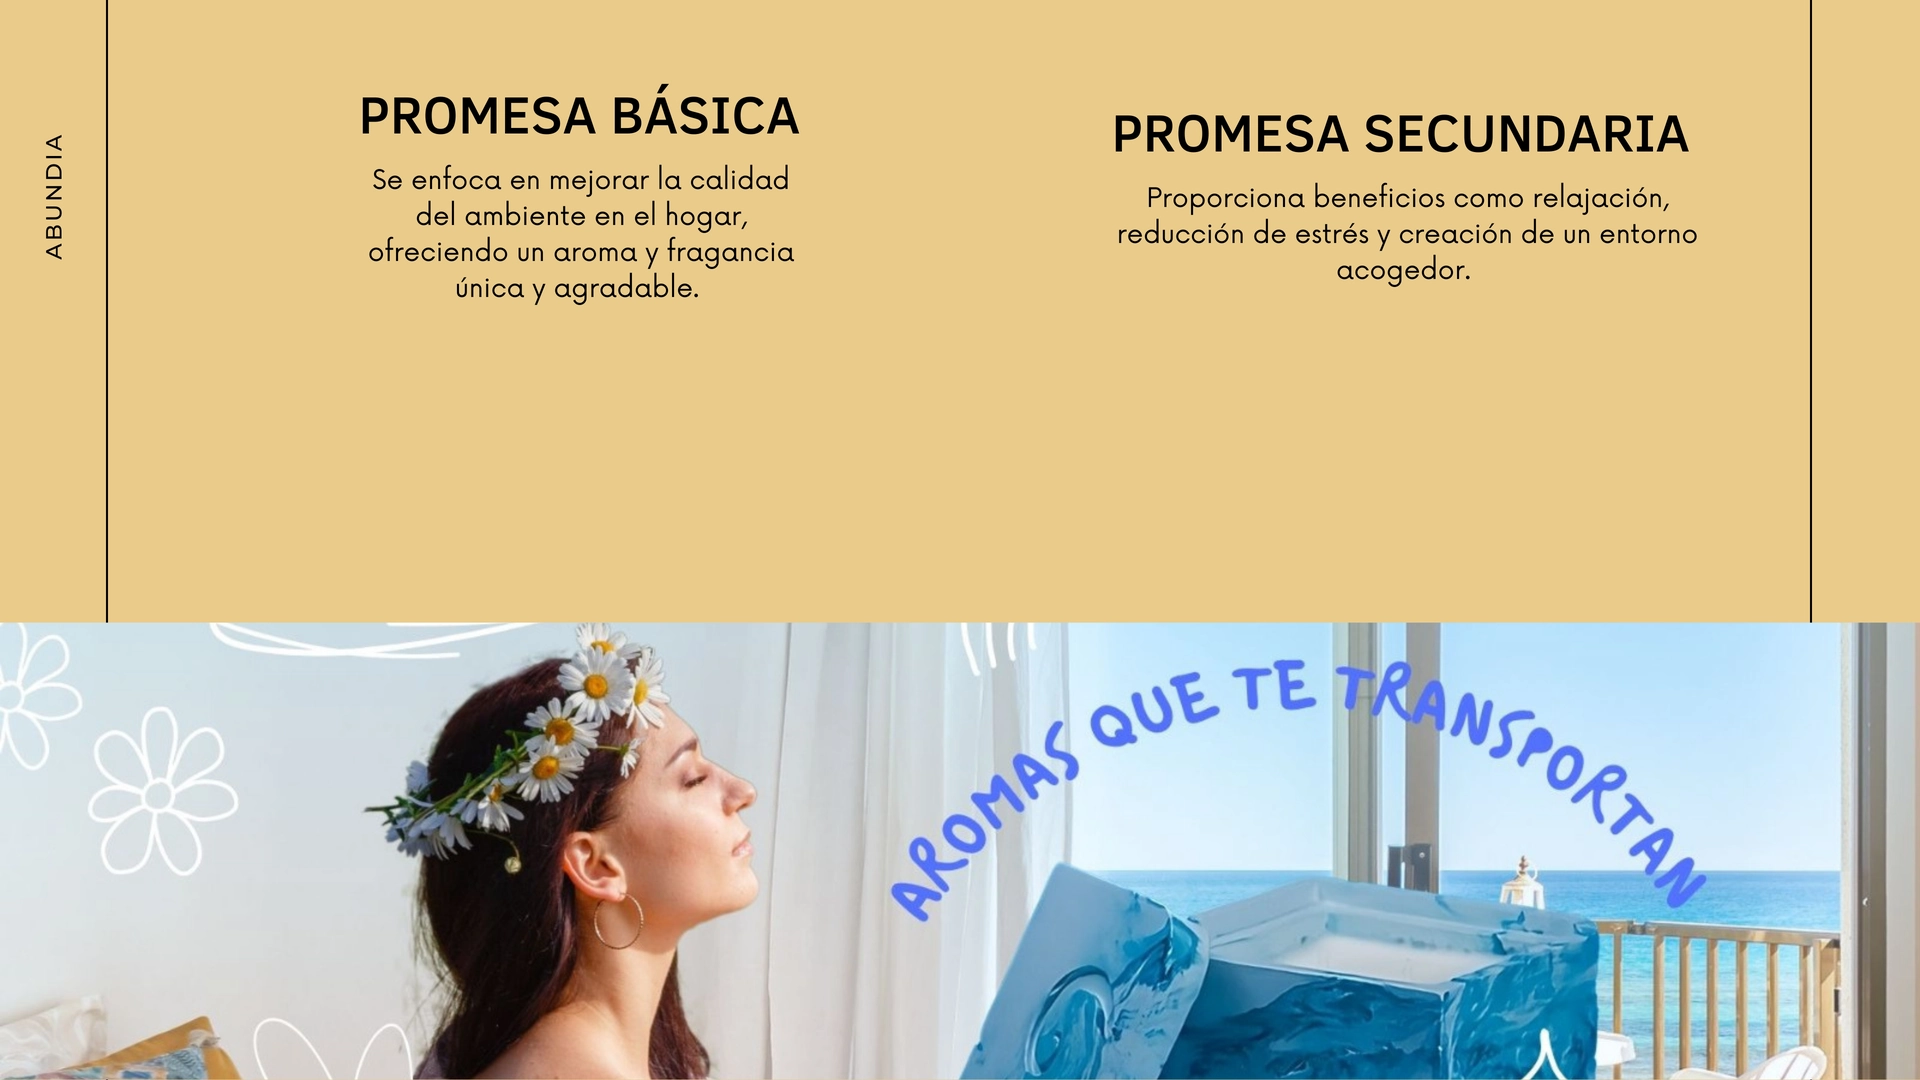 ABUNDIA
PROMESA BÁSICA
Se enfoca en mejorar la calidad
del ambiente en el hogar,
ofreciendo un aroma y fragancia
única y agradable.
PROMESA SECUNDARIA
Proporciona beneficios como relajación,
reducción de estrés y creación de un entorno
acogedor.
AROMAS QUE TE TRANSPORTAN